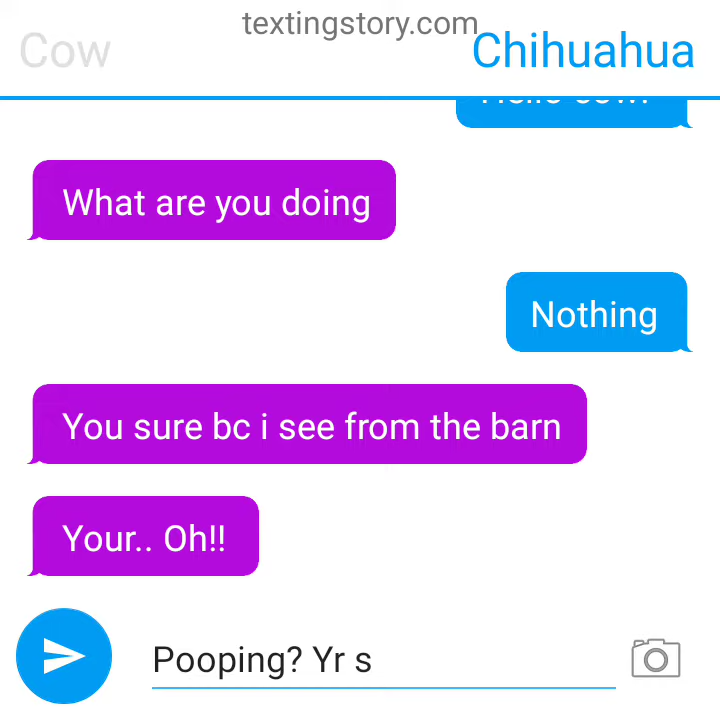 textingstory.com
Cow
Chihuahua
What are you doing
Nothing
You sure bc i see from the barn
Your.. Oh!!
Pooping? Yr s